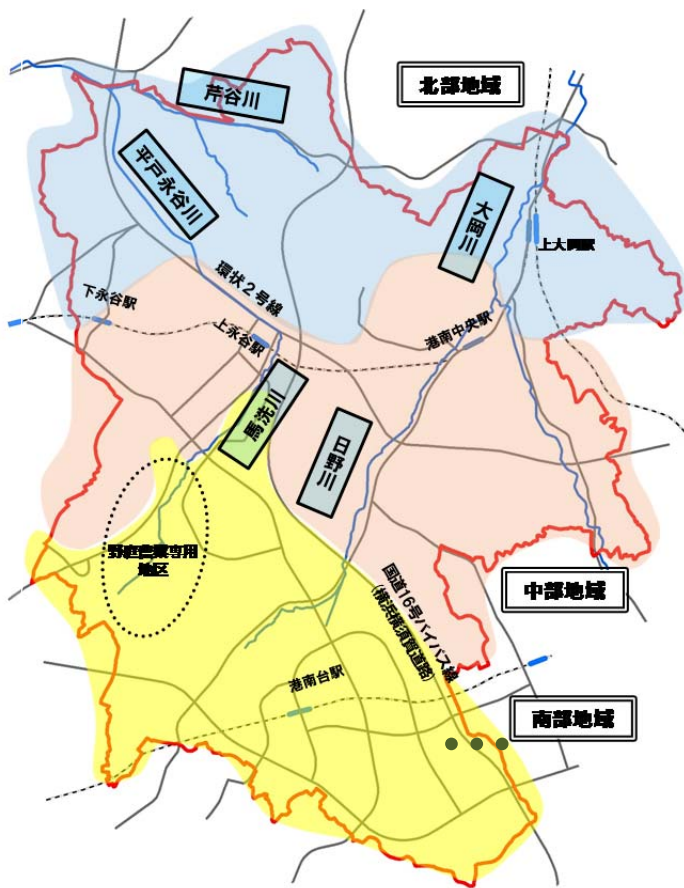 北部地域
芹谷川
平戸永谷川
大岡川
上大岡駅
環状2号線
下永谷駅
上永谷駅
港南中央駅
馬洗川
日野川
野庭農業専用
地区
国道16号バイパス線
(横浜横須賀道路)
中部地域
港南台駅
南部地域